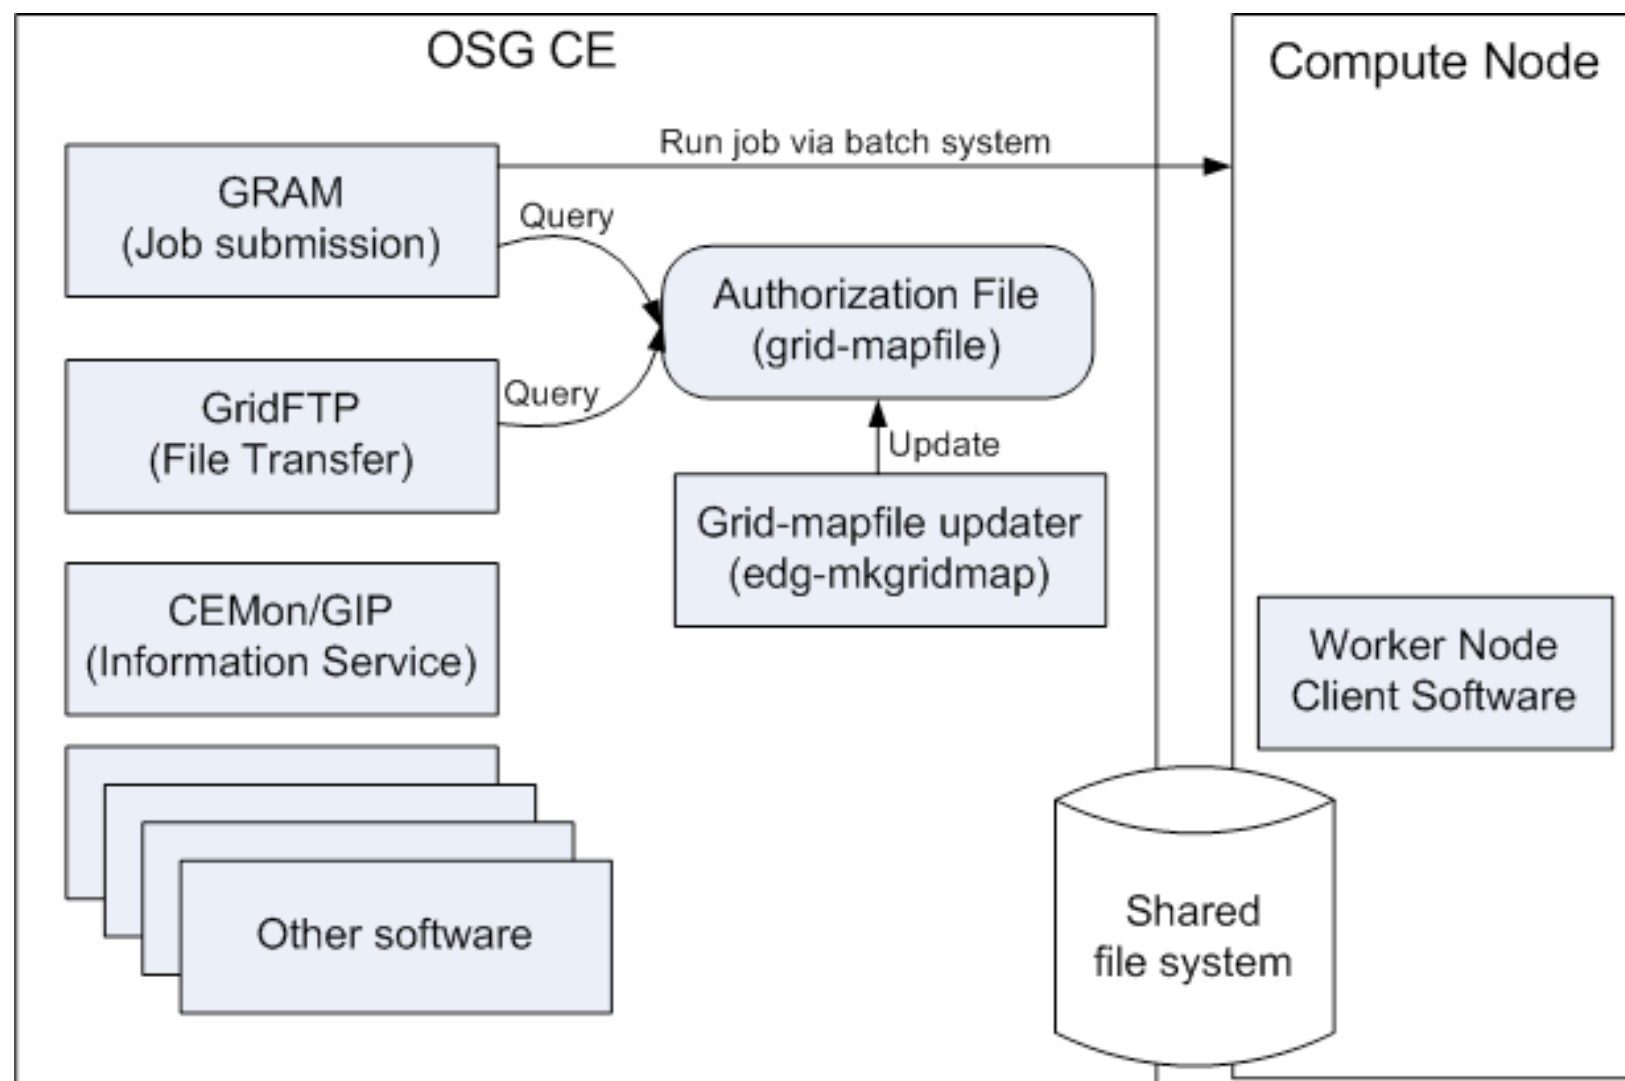 OSG CE
Compute Node
Run job via batch system
GRAM
(Job submission)
Query
Authorization File
(grid-mapfile)
GridFTP
(File Transfer)
Query
Update
Grid-mapfile updater
(edg-mkgridmap)
CEMon/GIP
(Information Service)
Worker Node
Client Software
Other software
Shared
file system